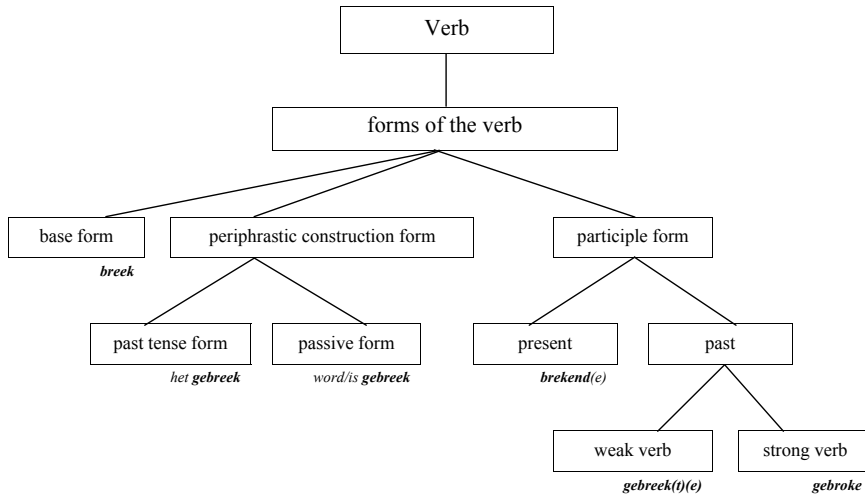 Verb
forms of the verb
base form
periphrastic construction form
participle form
breek
past tense form
passive form
present
past
het gebreek
word/is gebreek
brekend(e)
weak verb
strong verb
gebreek(t)(e)
gebroke